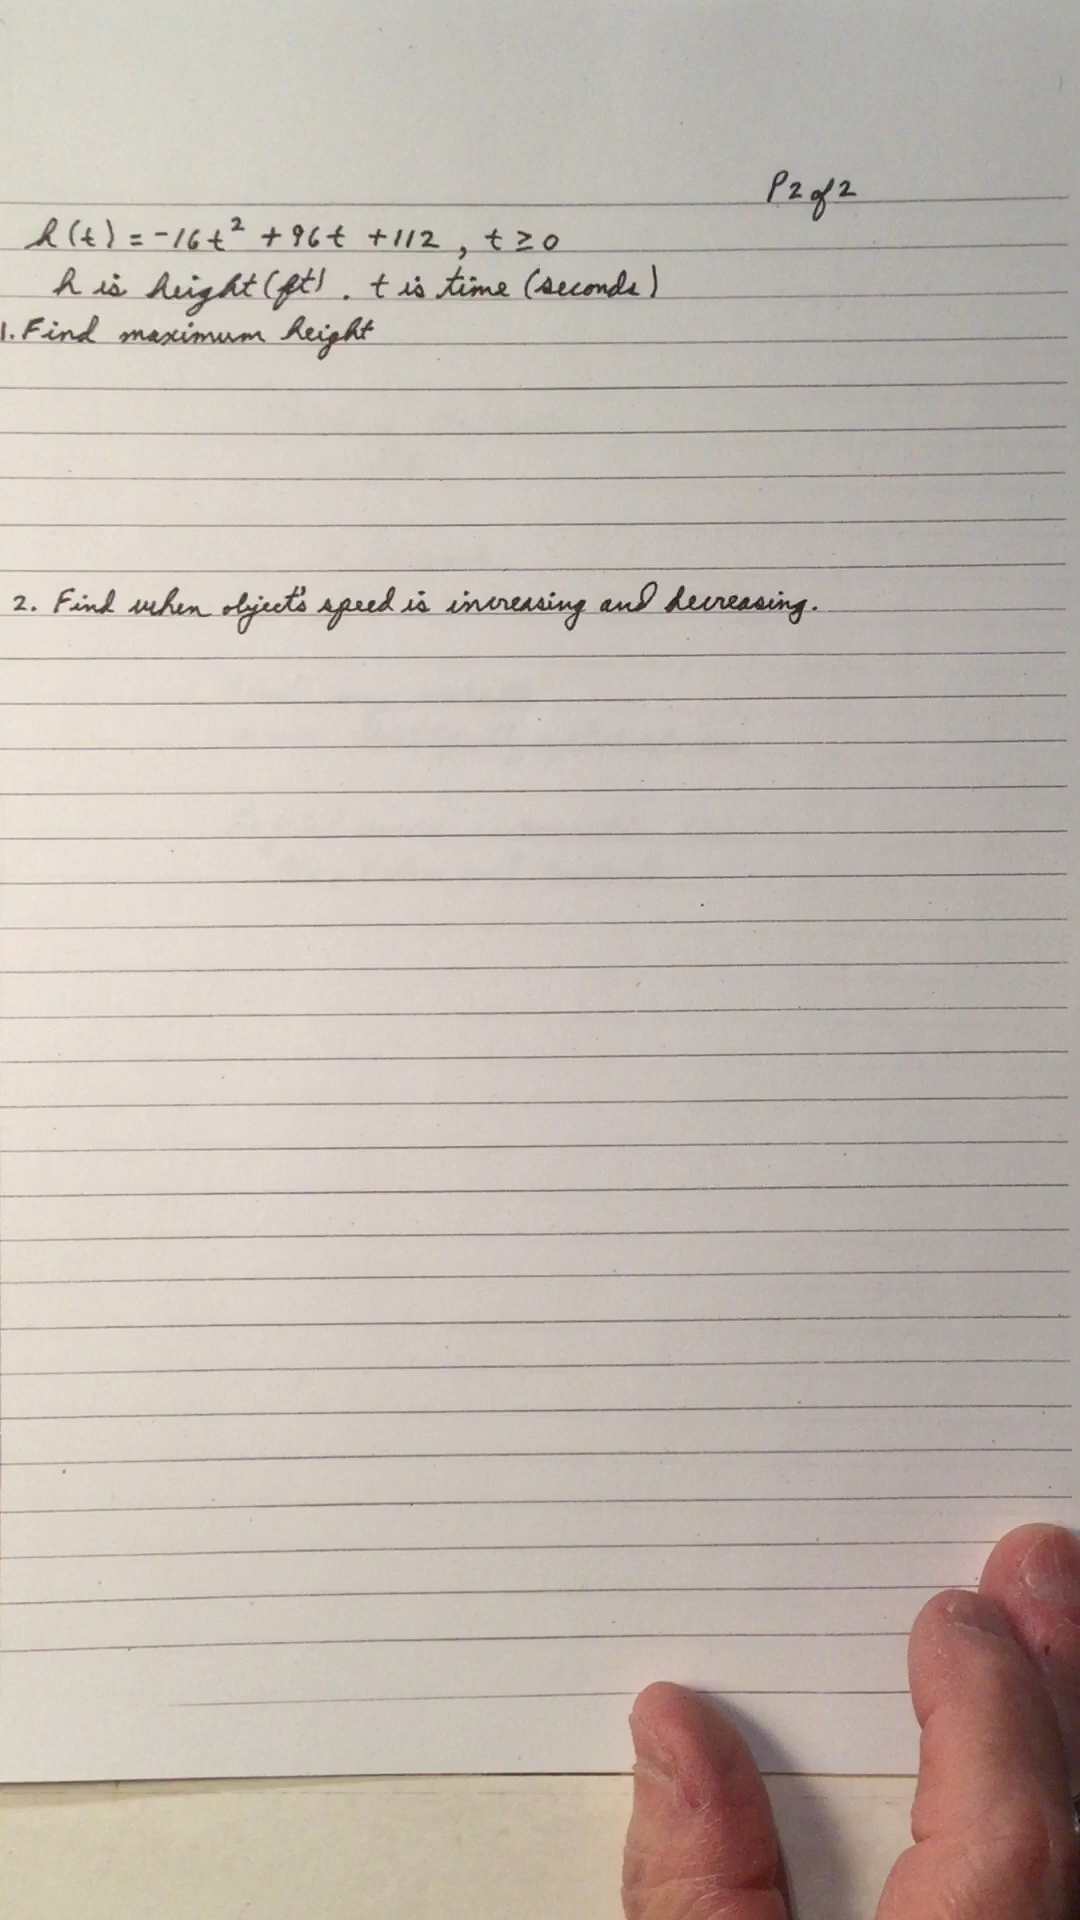 P2 of 2
h(t) = -16t² + 96t + 112, t ≥ 0
h is height (ft). t is time (seconds)
1. Find maximum height
2. Find when object's speed is increasing and decreasing.